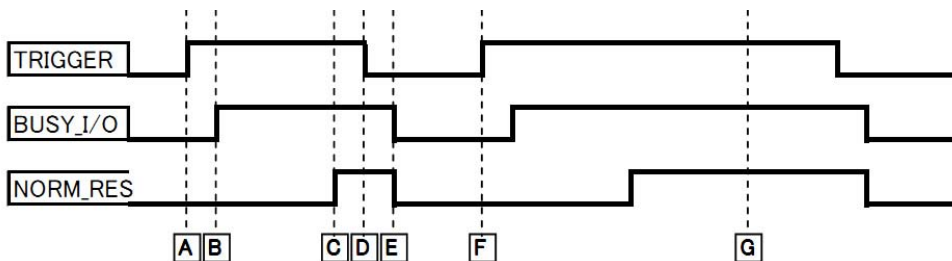 TRIGGER
BUSY_I/O
NORM_RES
A B C D E F G